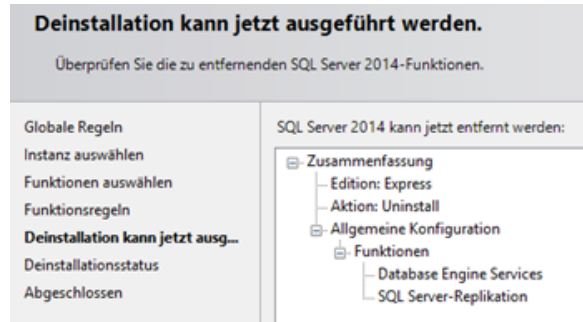 Deinstallation kann jetzt ausgeführt werden.
Überprüfen Sie die zu entfernenden SQL Server 2014-Funktionen.
Globale Regeln
Instanz auswählen
Funktionen auswählen
Funktionsregeln
Deinstallation kann jetzt ausg...
Deinstallationsstatus
Abgeschlossen
SQL Server 2014 kann jetzt entfernt werden:
Zusammenfassung
Edition: Express
Aktion: Uninstall
Allgemeine Konfiguration
Funktionen
Database Engine Services
SQL Server-Replikation